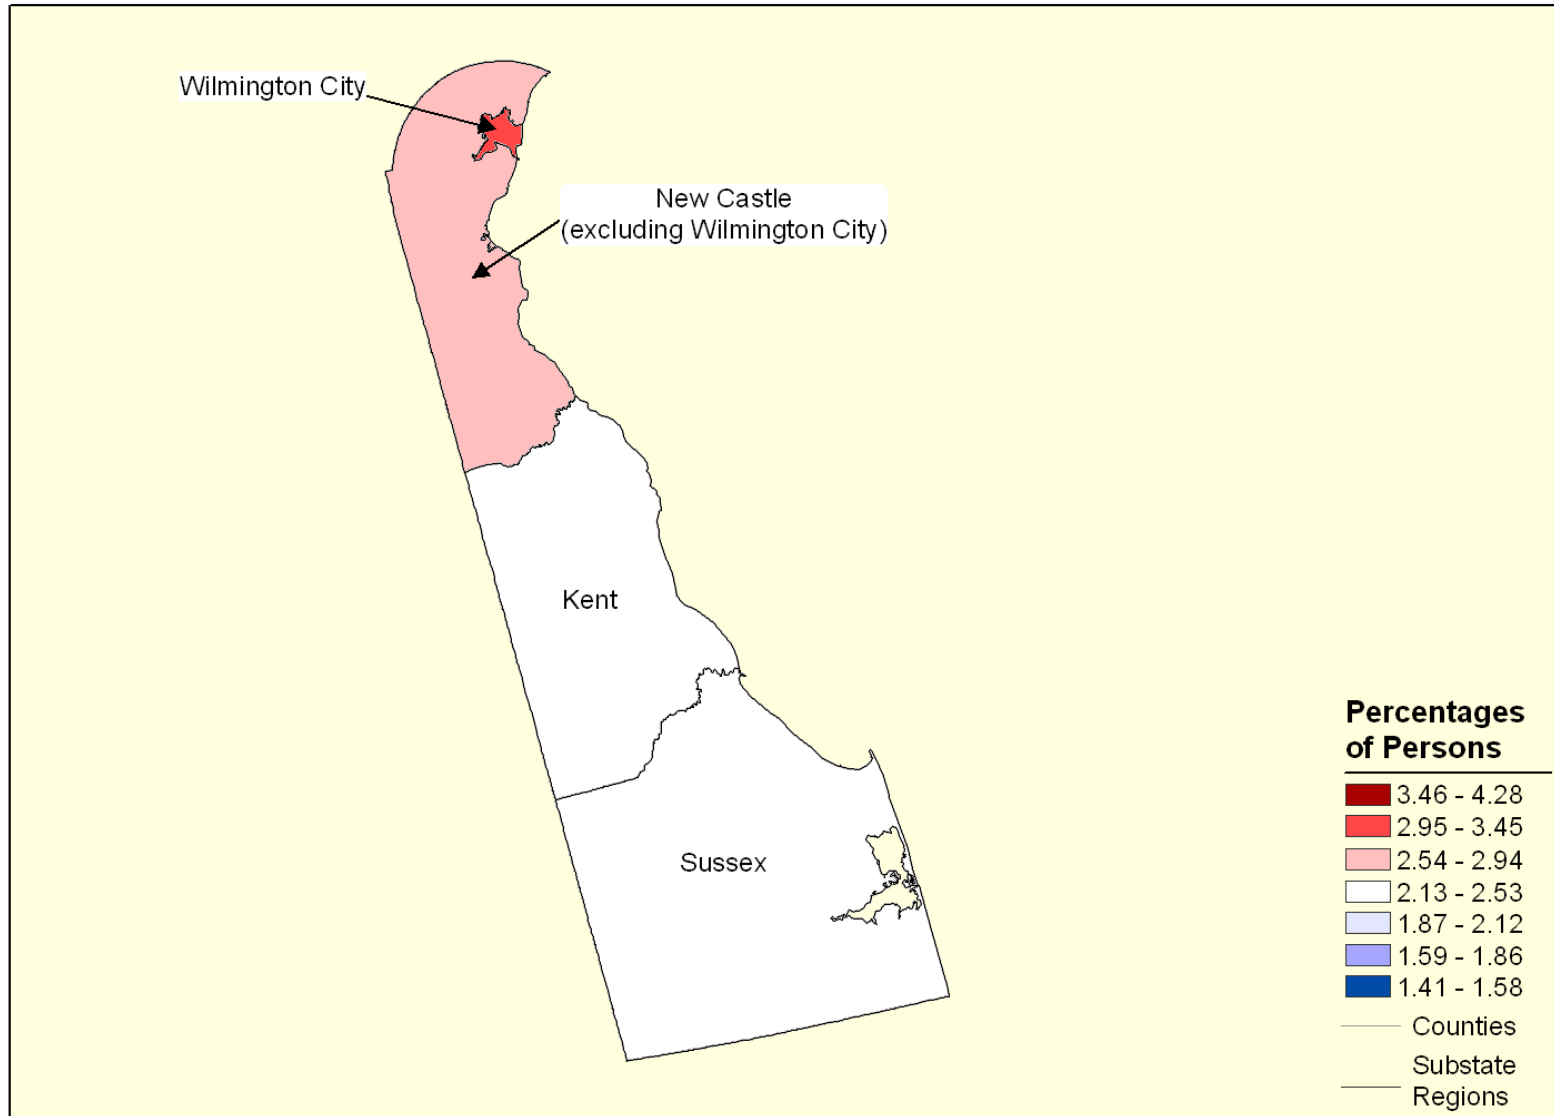 Wilmington City
New Castle
(excluding Wilmington City)
Kent
Sussex
Percentages
of Persons
3.46 - 4.28
2.95 - 3.45
2.54 - 2.94
2.13 - 2.53
1.87 - 2.12
1.59 - 1.86
1.41 - 1.58
Counties
Substate
Regions